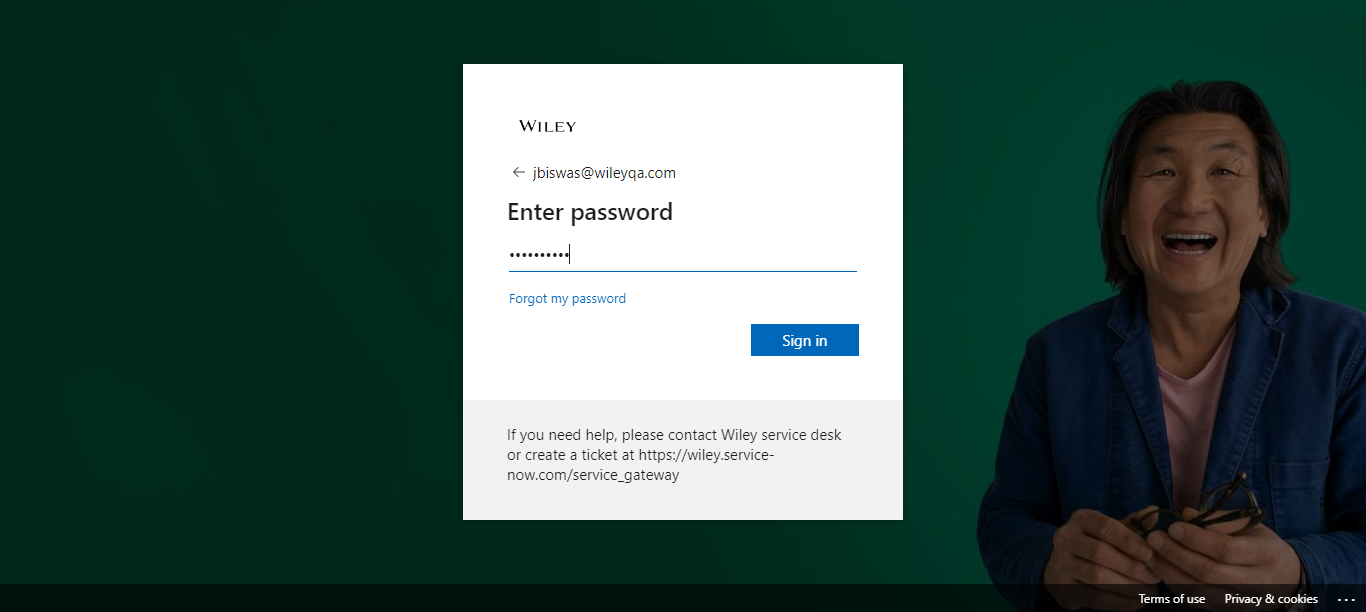 WILEY
jbiswas@wileyqa.com
Enter password
••••••••••
Forgot my password
Sign in
If you need help, please contact Wiley service desk
or create a ticket at https://wiley.service-
now.com/service_gateway
Terms of use Privacy & cookies ...